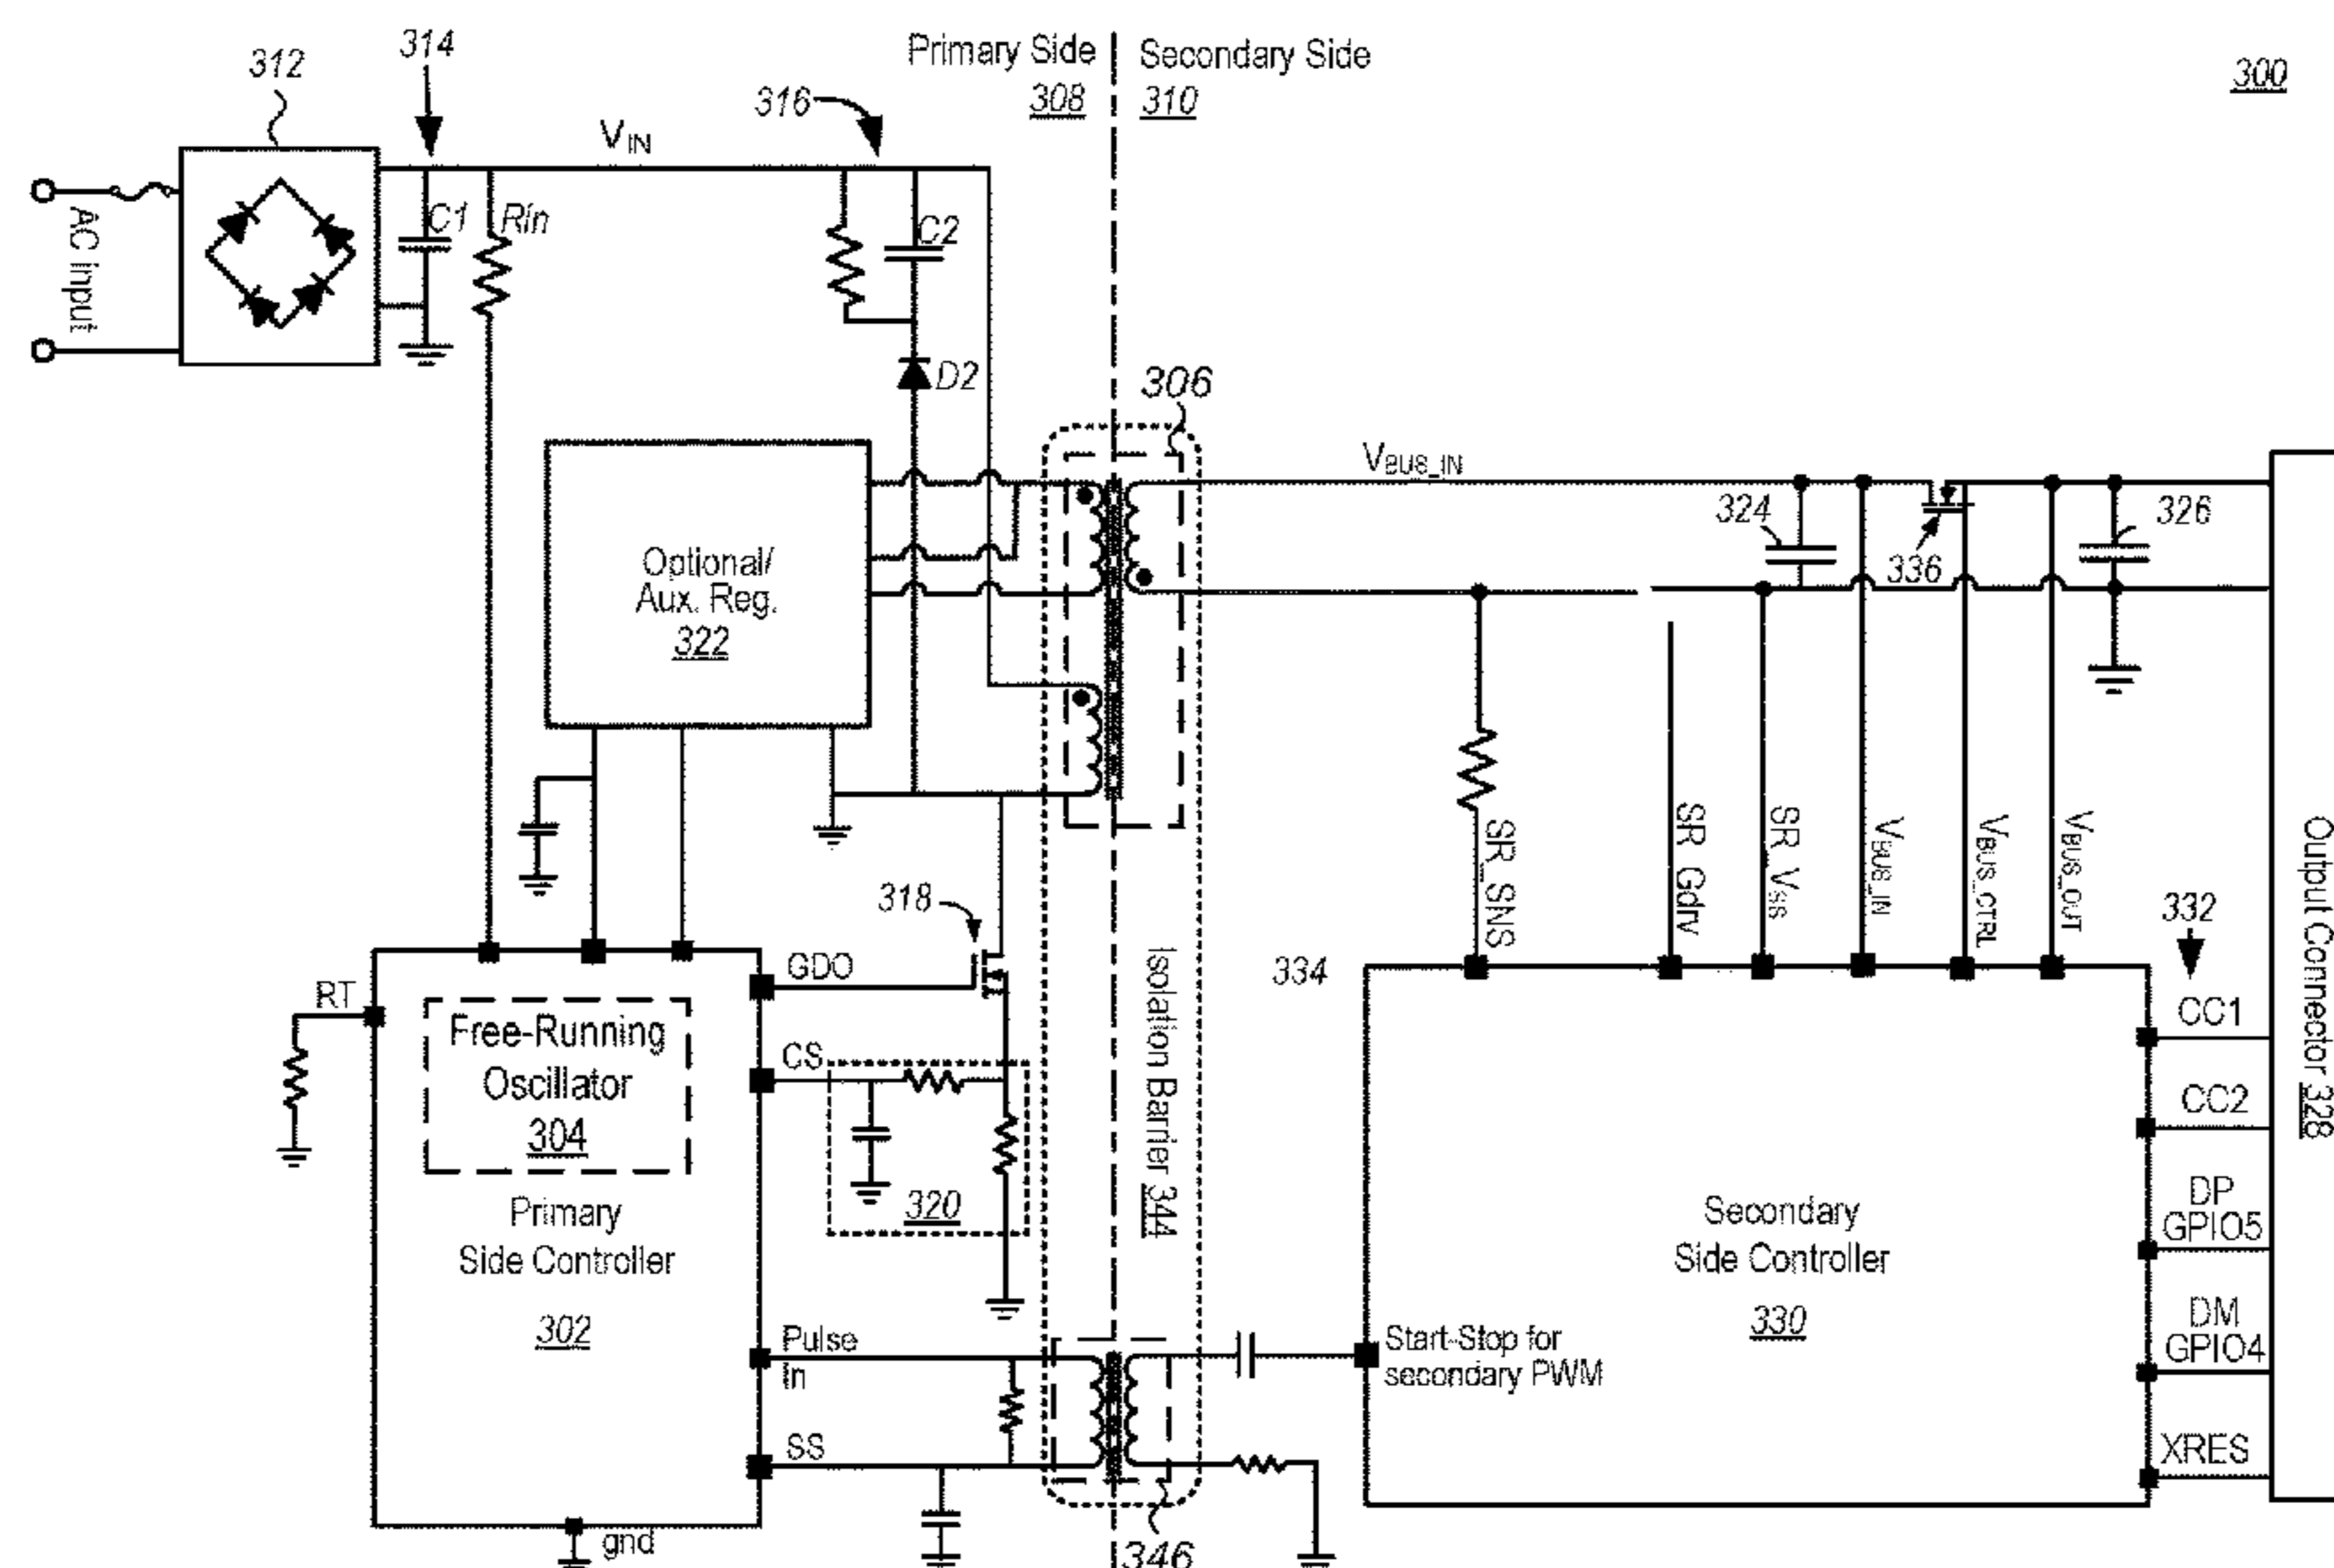 314
312
316
Primary Side
308
Secondary Side
310
300
VIN
AC input
C1
Rin
C2
D2
306
VBUS_IN
324
336
326
Optional/
Aux. Reg.
322
SR_SNS
SR_Gdrv
SR_VSS
VBUS_IN
VBUS_CTRL
VBUS_OUT
Output Connector 328
318
Isolation Barrier 344
334
332
GDO
RT
Free-Running
Oscillator
304
CS
320
Primary
Side Controller
302
Pulse
In
SS
gnd
346
Start-Stop for
secondary PWM
Secondary
Side Controller
330
CC1
CC2
DP
GPIO5
DM
GPIO4
XRES